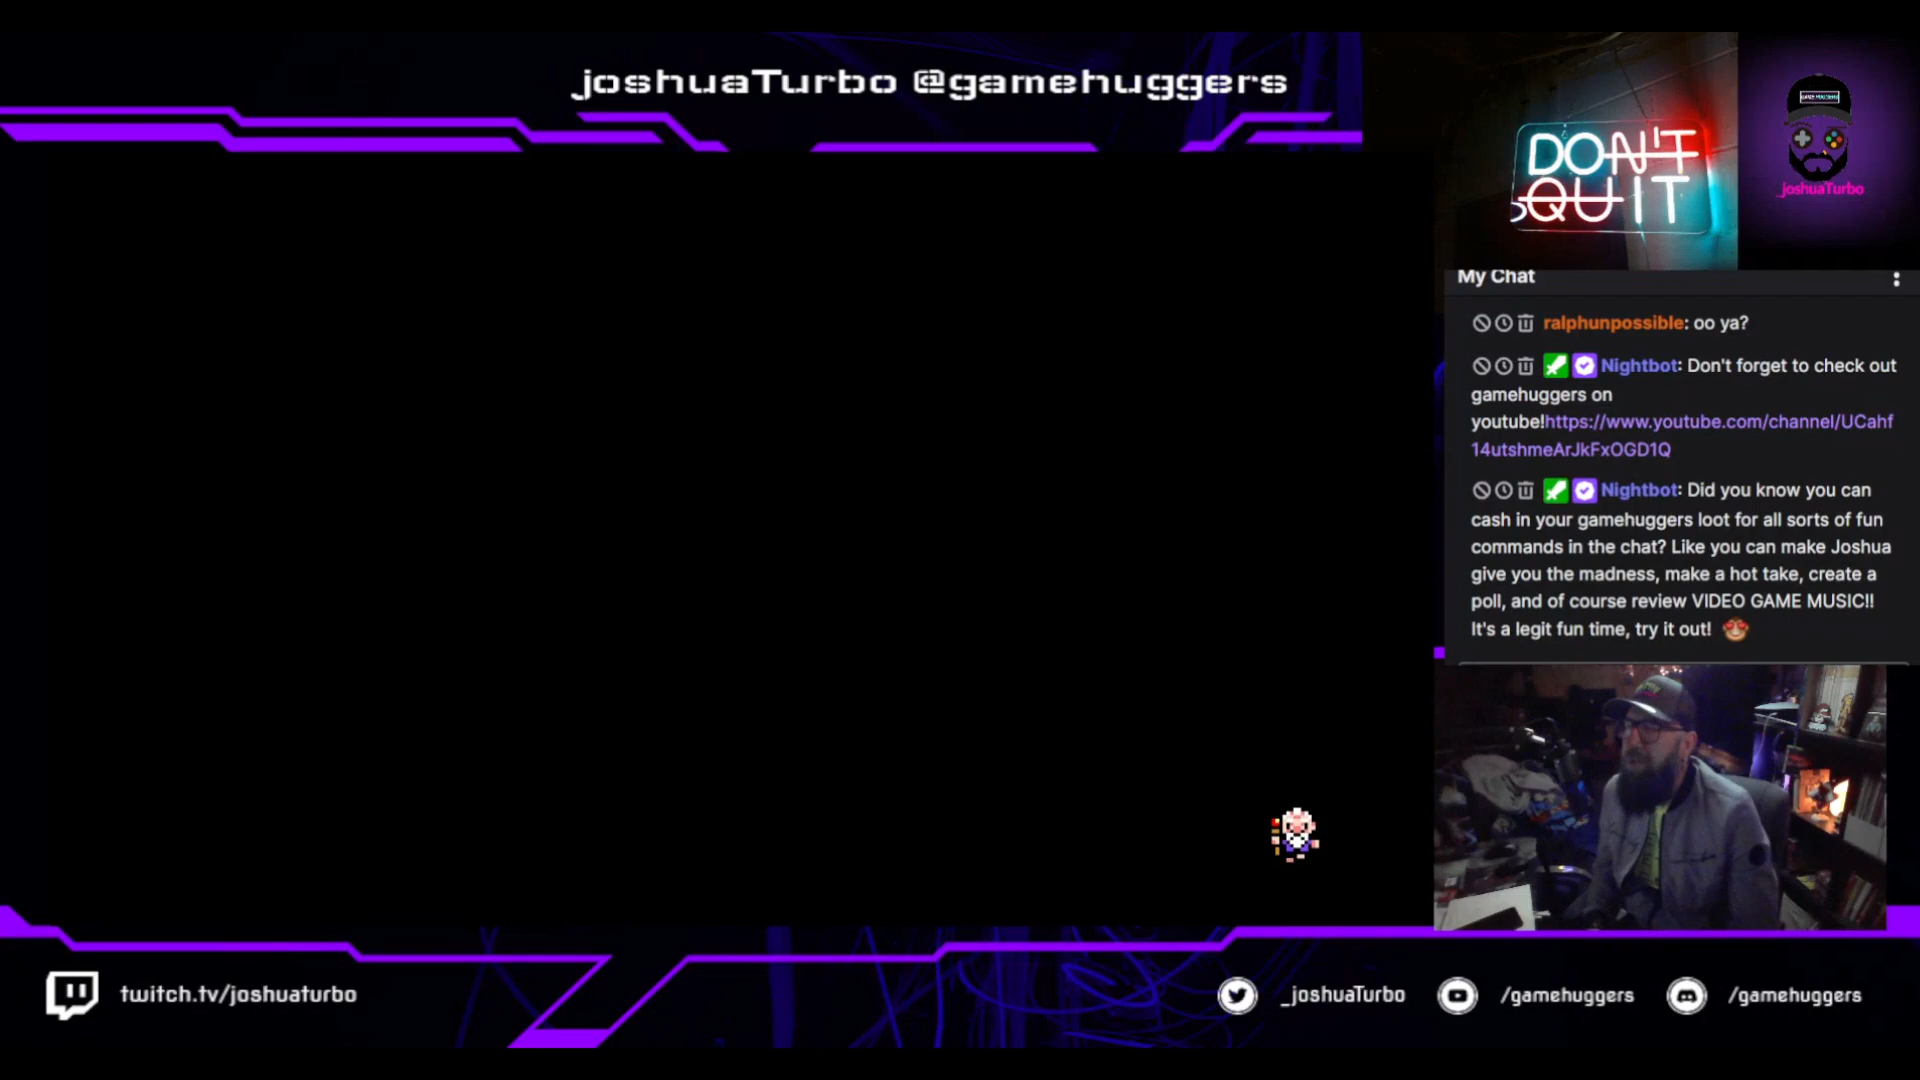 _joshuaTurbo @gamehuggers
DON'T
QUIT
GAME HUGGERS
_joshuaTurbo
My Chat
ralphunpossible: oo ya?
Nightbot: Don't forget to check out
gamehuggers on
youtube!https://www.youtube.com/channel/UCahf
14utshmeArJkFxOGD1Q
Nightbot: Did you know you can
cash in your gamehuggers loot for all sorts of fun
commands in the chat? Like you can make Joshua
give you the madness, make a hot take, create a
poll, and of course review VIDEO GAME MUSIC!!
It's a legit fun time, try it out!
twitch.tv/joshuaturbo
_joshuaTurbo
/gamehuggers
/gamehuggers